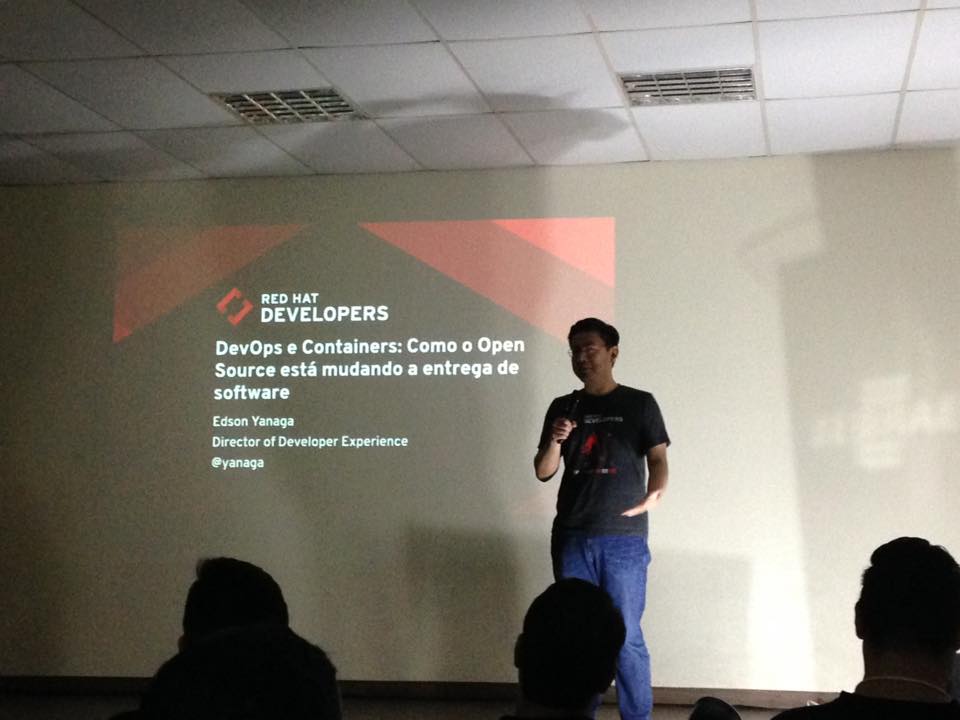 RED HAT
DEVELOPERS
DevOps e Containers: Como o Open
Source está mudando a entrega de
software
Edson Yanaga
Director of Developer Experience
@yanaga
DEVELOPERS